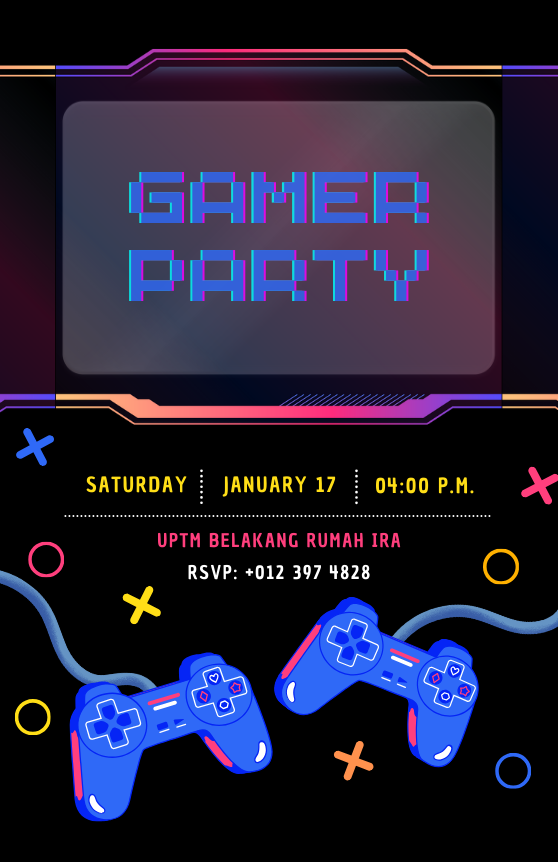 GAMER
PARTY
SATURDAY JANUARY 17 04:00 P.M.
UPTM BELAKANG RUMAH IRA
RSVP: +012 397 4828